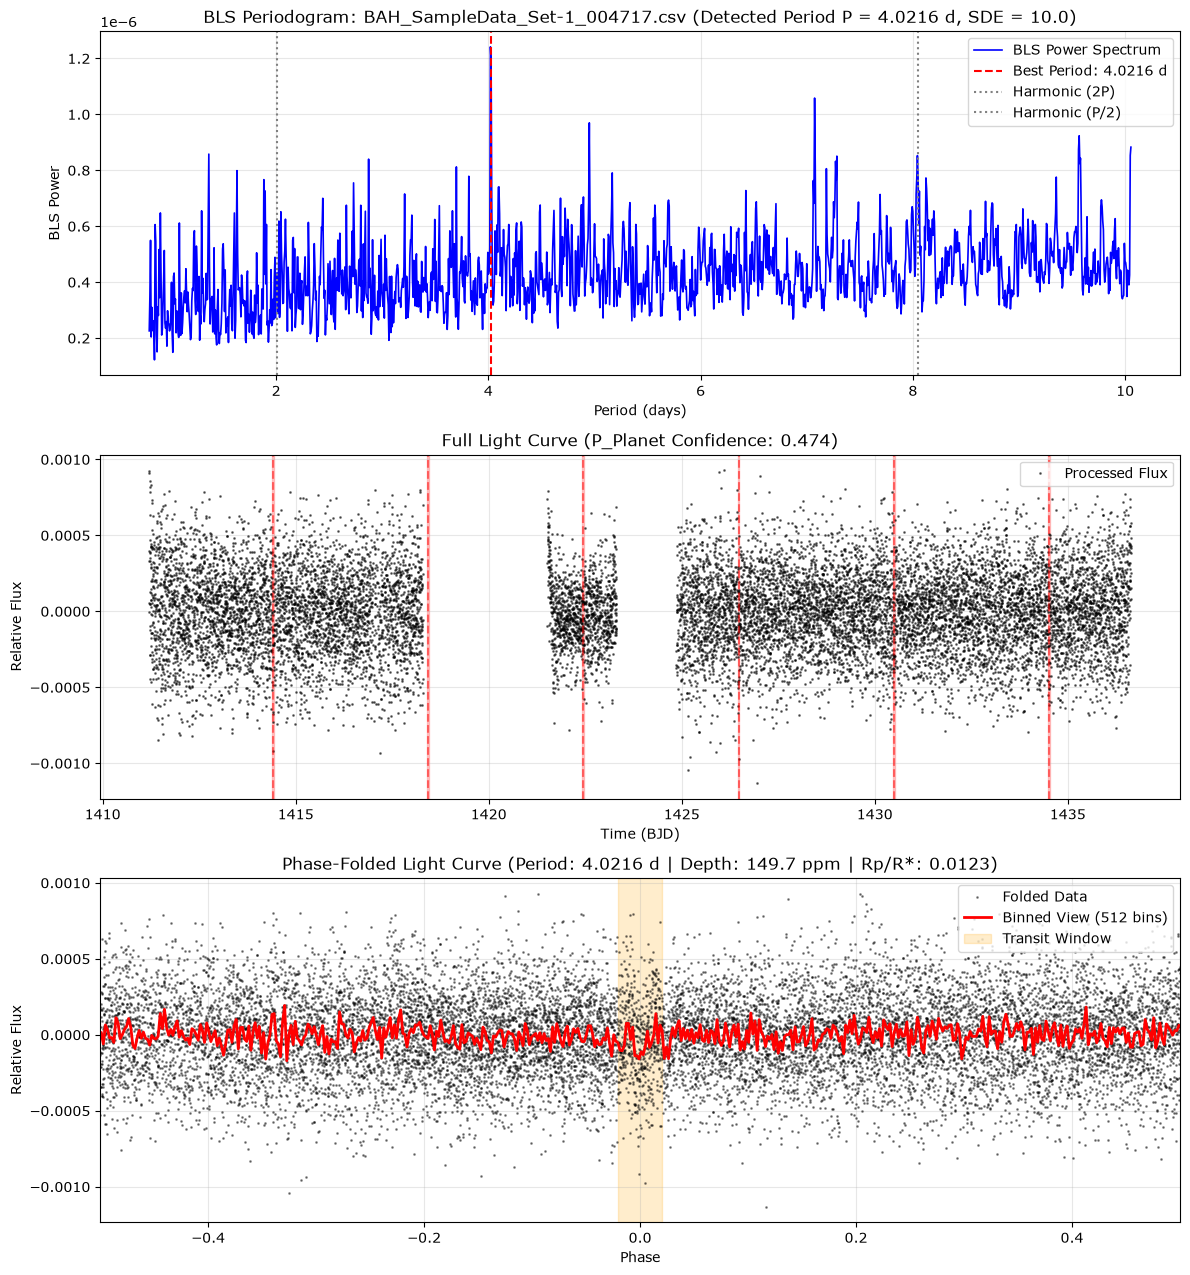 BLS Periodogram: BAH_SampleData_Set-1_004717.csv (Detected Period P = 4.0216 d, SDE = 10.0)
1e−6
BLS Power Spectrum
Best Period: 4.0216 d
Harmonic (2P)
Harmonic (P/2)
1.2
1.0
0.8
0.6
0.4
0.2
BLS Power
2 4 6 8 10
Period (days)
Full Light Curve (P_Planet Confidence: 0.474)
Processed Flux
0.0010
0.0005
0.0000
−0.0005
−0.0010
Relative Flux
1410 1415 1420 1425 1430 1435
Time (BJD)
Phase-Folded Light Curve (Period: 4.0216 d | Depth: 149.7 ppm | Rp/R*: 0.0123)
Folded Data
Binned View (512 bins)
Transit Window
0.0010
0.0005
0.0000
−0.0005
−0.0010
Relative Flux
−0.4 −0.2 0.0 0.2 0.4
Phase